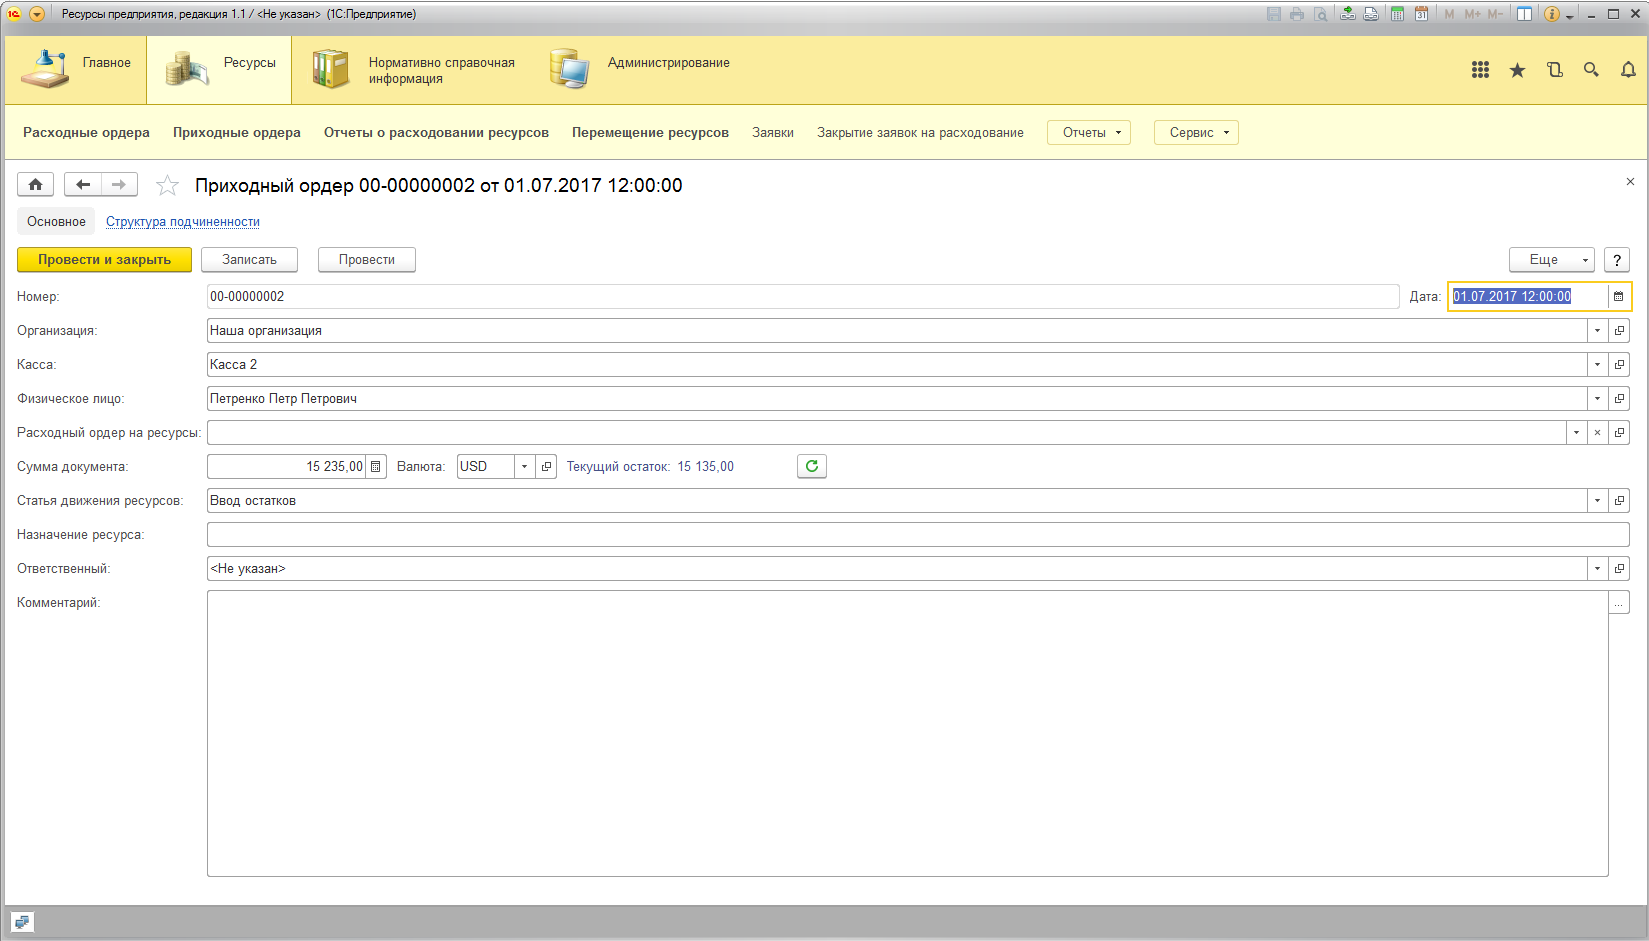 Ресурсы предприятия, редакция 1.1 / <Не указан> (1С:Предприятие)
M M+ M-
Главное
Ресурсы
Нормативно справочная
информация
Администрирование
Расходные ордера Приходные ордера Отчеты о расходовании ресурсов Перемещение ресурсов Заявки Закрытие заявок на расходование Отчеты Сервис
Приходный ордер 00-00000002 от 01.07.2017 12:00:00
Основное Структура подчиненности
Провести и закрыть Записать Провести Еще ?
Номер: 00-00000002 Дата: 01.07.2017 12:00:00
Организация: Наша организация
Касса: Касса 2
Физическое лицо: Петренко Петр Петрович
Расходный ордер на ресурсы:
Сумма документа: 15 235,00 Валюта: USD Текущий остаток: 15 135,00
Статья движения ресурсов: Ввод остатков
Назначение ресурса:
Ответственный: <Не указан>
Комментарий: ...